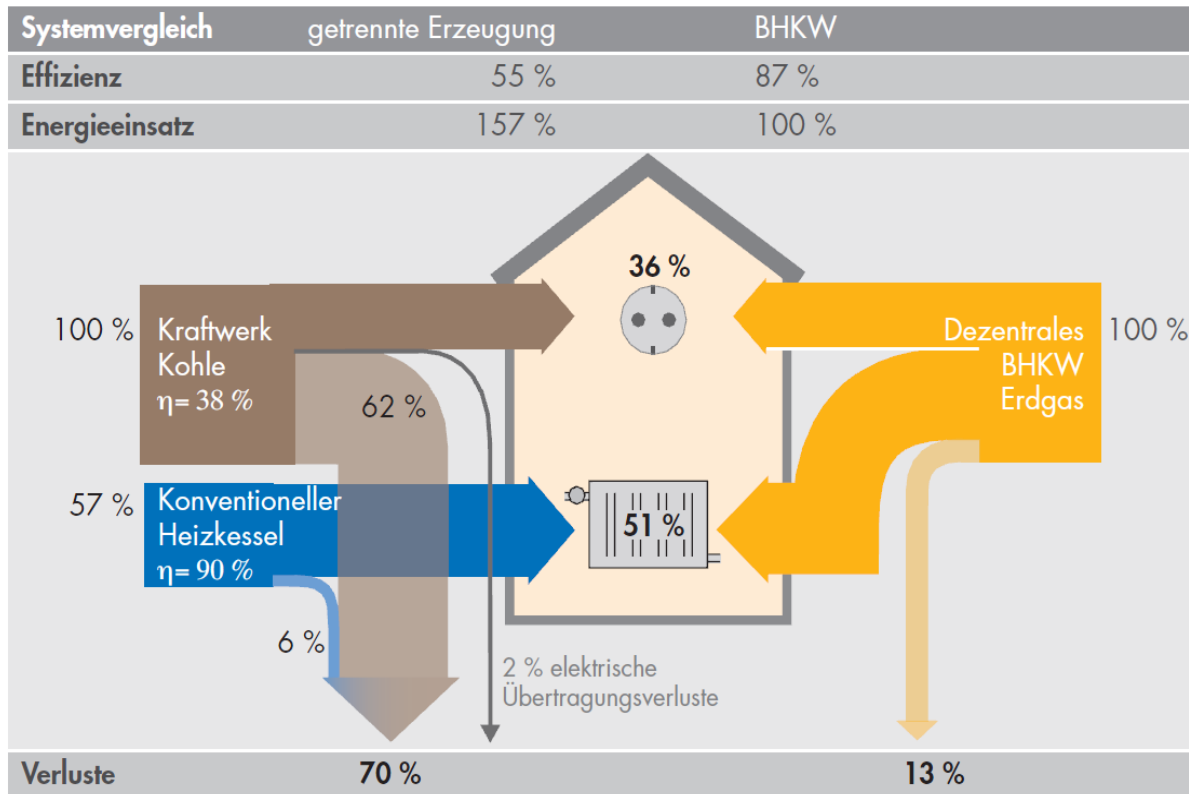 Systemvergleich getrennte Erzeugung BHKW
Effizienz 55 % 87 %
Energieeinsatz 157 % 100 %
36 %
100 % Kraftwerk
Kohle
η= 38 %
62 %
Dezentrales 100 %
BHKW
Erdgas
57 % Konventioneller
Heizkessel
η= 90 %
51 %
6 %
2 % elektrische
Übertragungsverluste
Verluste 70 % 13 %